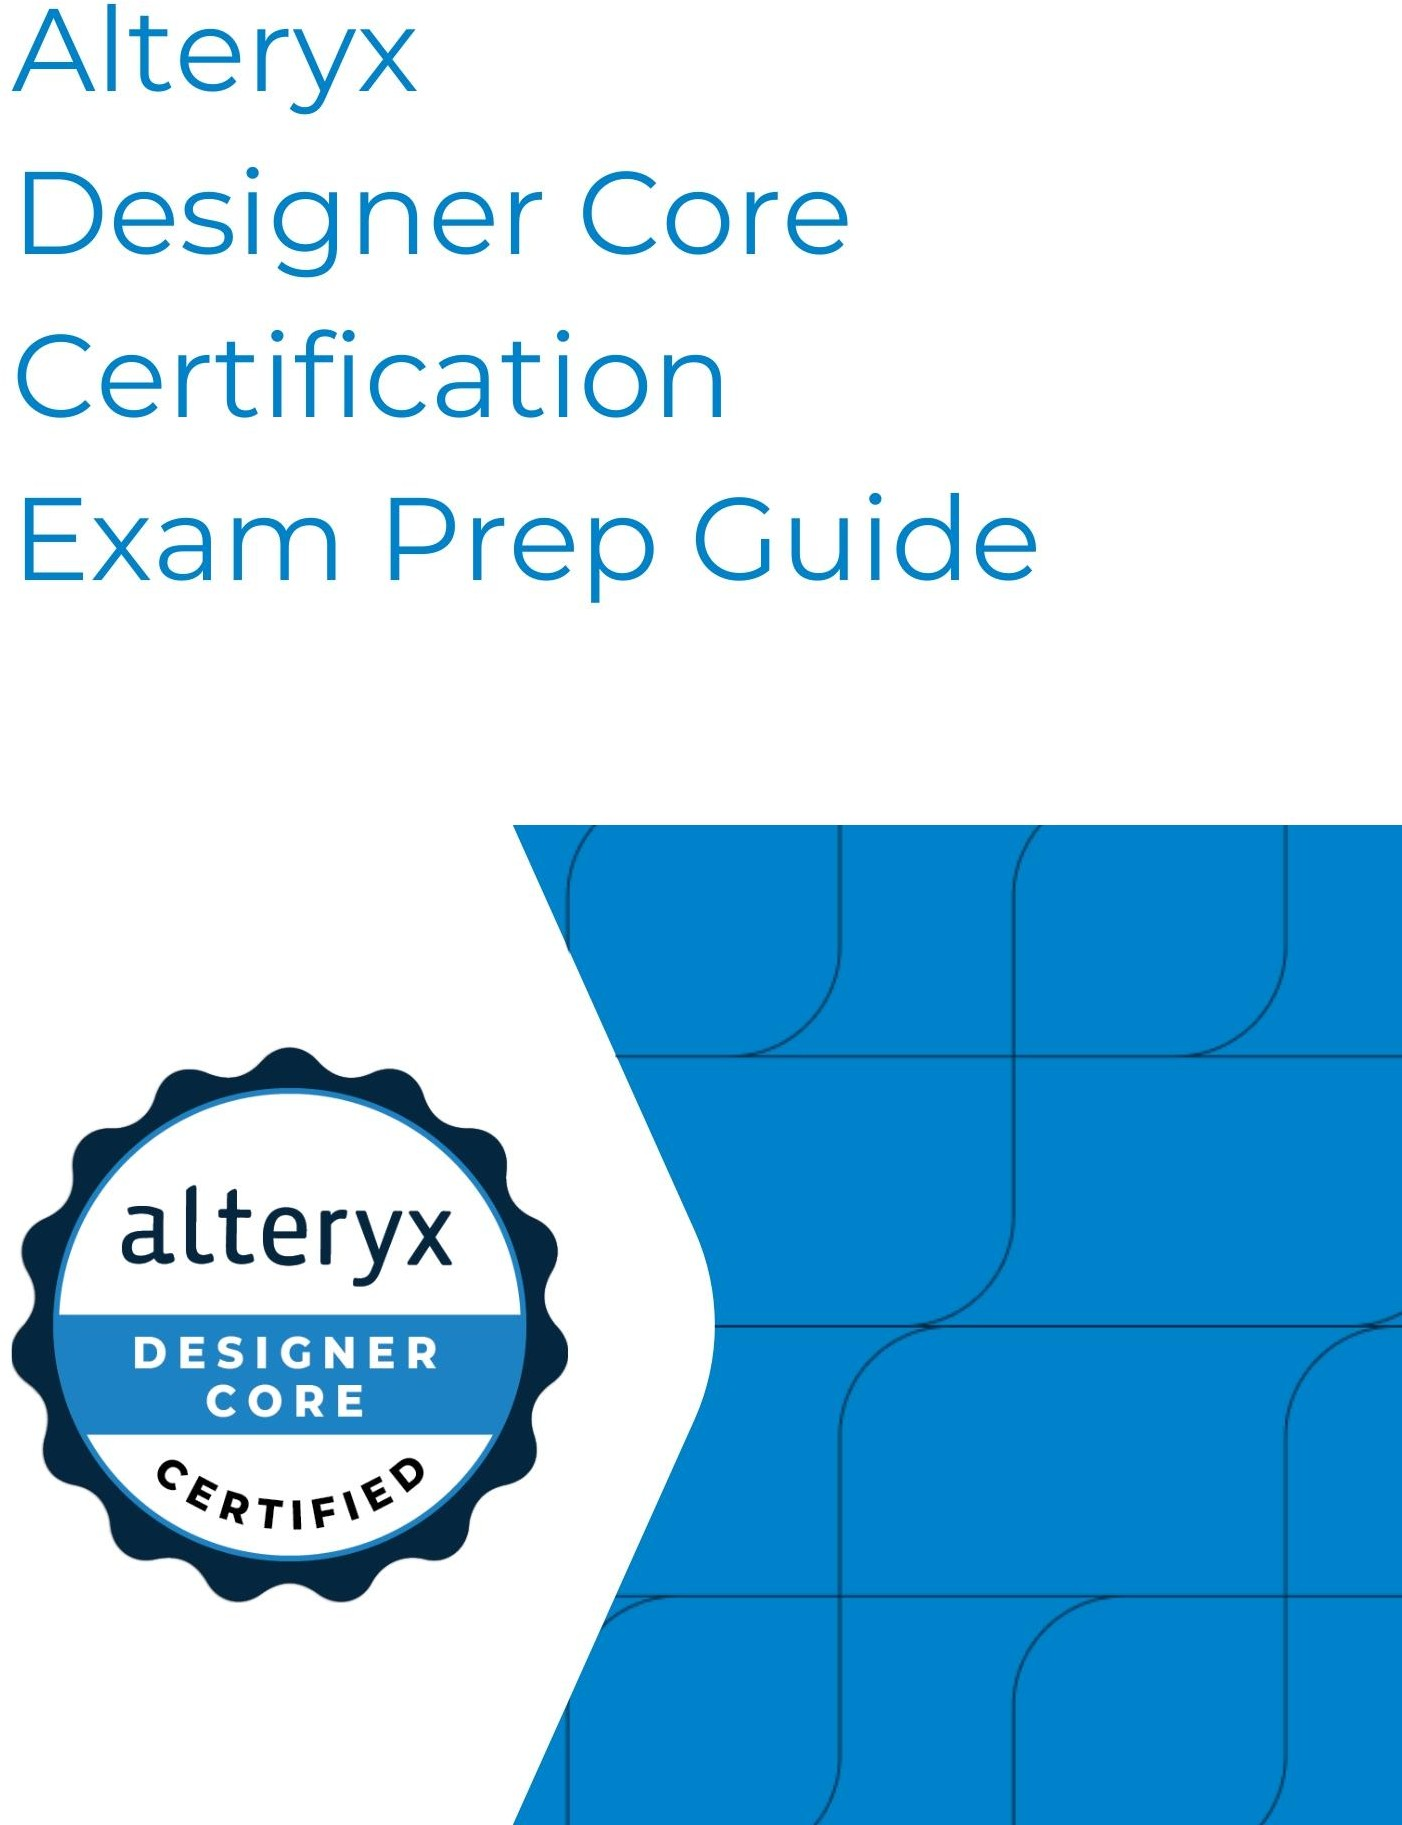 Alteryx
Designer Core
Certification
Exam Prep Guide
alteryx
DESIGNER
CORE
CERTIFIED